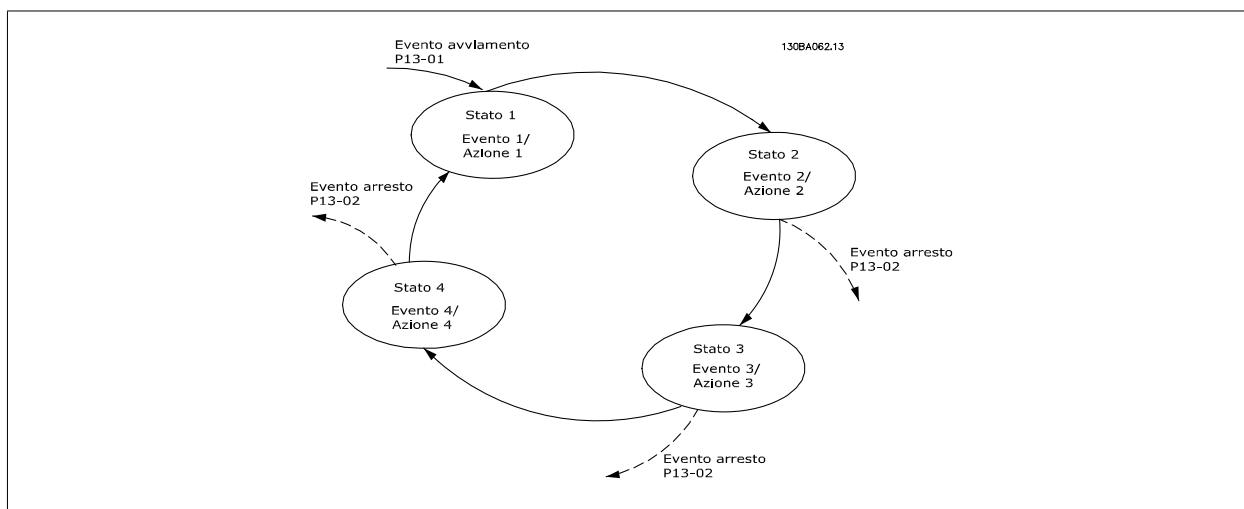 Evento avviamento
P13-01
130BA062.13
Stato 1
Evento 1/
Azione 1
Stato 2
Evento 2/
Azione 2
Evento arresto
P13-02
Evento arresto
P13-02
Stato 4
Evento 4/
Azione 4
Stato 3
Evento 3/
Azione 3
Evento arresto
P13-02